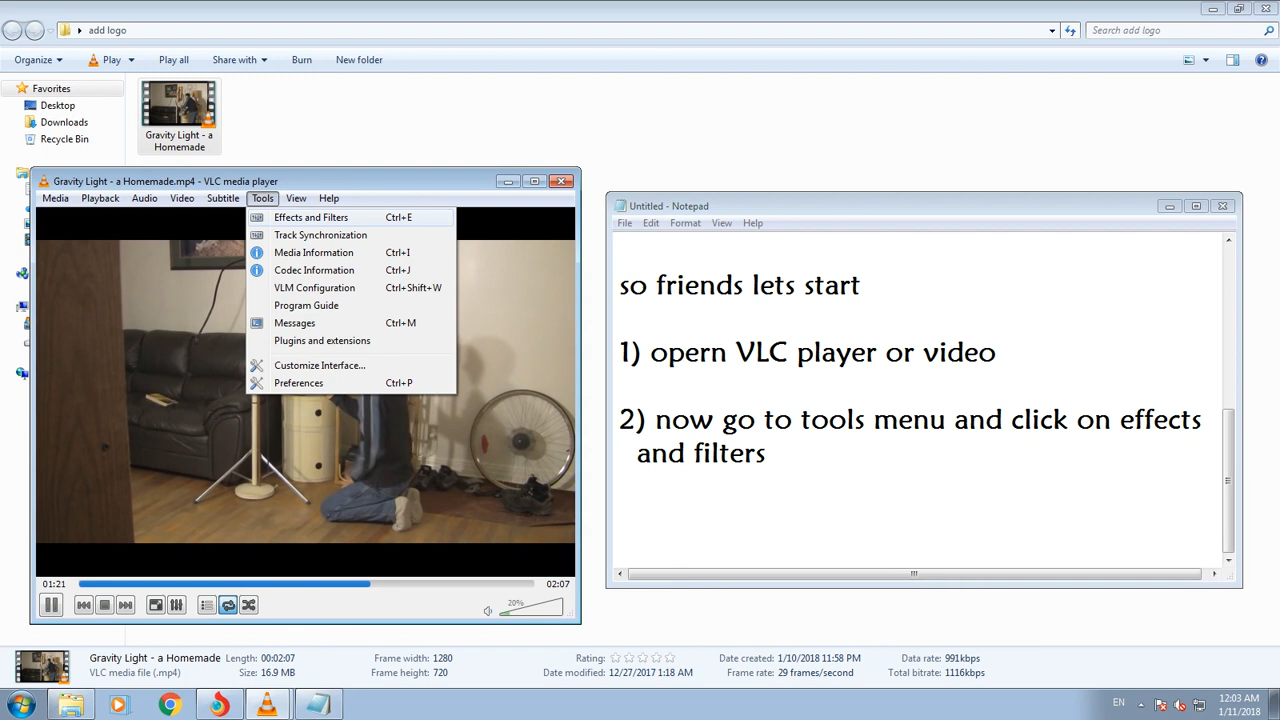 add logo
Search add logo
Organize
Play
Play all
Share with
Burn
New folder
Favorites
Desktop
Downloads
Recycle Bin
Gravity Light - a
Homemade
Gravity Light - a Homemade.mp4 - VLC media player
Media Playback Audio Video Subtitle Tools View Help
Effects and Filters Ctrl+E
Track Synchronization
Media Information Ctrl+I
Codec Information Ctrl+J
VLM Configuration Ctrl+Shift+W
Program Guide
Messages Ctrl+M
Plugins and extensions
Customize Interface...
Preferences Ctrl+P
01:21
02:07
20%
Untitled - Notepad
File Edit Format View Help
so friends lets start
1) opern VLC player or video
2) now go to tools menu and click on effects
and filters
Gravity Light - a Homemade Length: 00:02:07 Frame width: 1280 Rating: Date created: 1/10/2018 11:58 PM Data rate: 991kbps
VLC media file (.mp4) Size: 16.9 MB Frame height: 720 Date modified: 12/27/2017 1:18 AM Frame rate: 29 frames/second Total bitrate: 1116kbps
EN
12:03 AM
1/11/2018